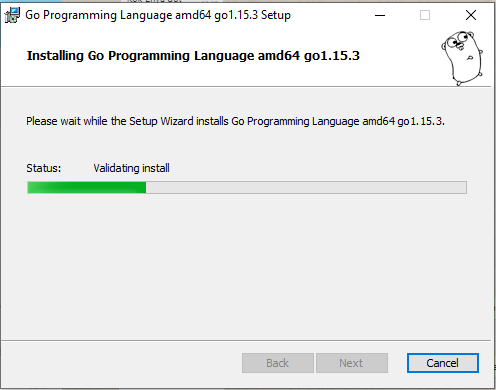 Go Programming Language amd64 go1.15.3 Setup
Installing Go Programming Language amd64 go1.15.3
Please wait while the Setup Wizard installs Go Programming Language amd64 go1.15.3.
Status: Validating install
Back Next Cancel